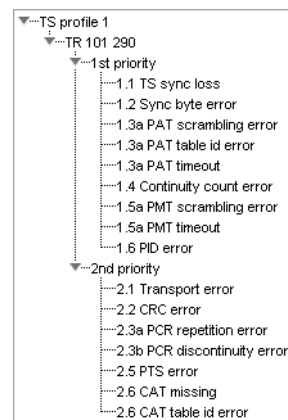 TS profile 1
TR 101 290
1st priority
1.1 TS sync loss
1.2 Sync byte error
1.3a PAT scrambling error
1.3a PAT table id error
1.3a PAT timeout
1.4 Continuity count error
1.5a PMT scrambling error
1.5a PMT timeout
1.6 PID error
2nd priority
2.1 Transport error
2.2 CRC error
2.3a PCR repetition error
2.3b PCR discontinuity error
2.5 PTS error
2.6 CAT missing
2.6 CAT table id error